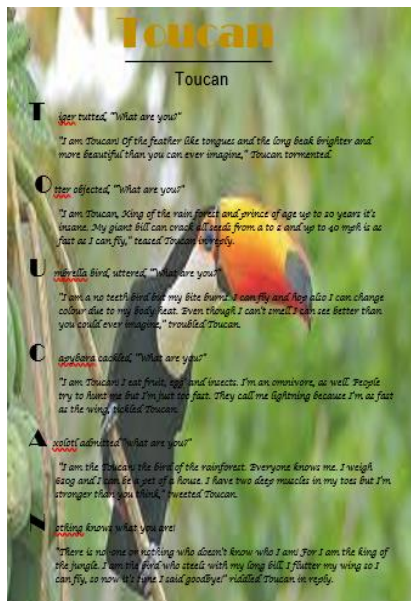 Toucan
Toucan
T iger tutted, "What are you?"
"I am Toucan! Of the feather like tongues and the long beak brighter and
more beautiful than you can ever imagine," Toucan tormented.
O tter objected, "What are you?"
"I am Toucan, King of the rain forest and prince of age up to 20 years it's
insane. My giant bill can crack all seeds from a to z and up to 40 mph is as
fast as I can fly," teased Toucan in reply.
U mbrella bird, uttered, "What are you?"
"I am a no teeth bird but my bite burns. I can fly and hop also I can change
colour due to my body heat. Even though I can't smell I can see better than
you could ever imagine," troubled Toucan.
C apybara cackled, "What are you?"
"I am Toucan! I eat fruit, egg and insects. I'm an omnivore, as well. People
try to hunt me but I'm just too fast. They call me lightning because I'm as fast
as the wing, tickled Toucan.
A xolotl admitted "what are you?"
"I am the Toucan: the bird of the rainforest. Everyone knows me. I weigh
620g and I can be a pet of a house. I have two deep muscles in my toes but I'm
stronger than you think," tweeted Toucan.
N othing knows what you are!
"There is no-one or nothing who doesn't know who I am! For I am the king of
the jungle. I am the bird who steels with my long bill. I flutter my wing so I
can fly, so now it's time I said goodbye!" riddled Toucan in reply.